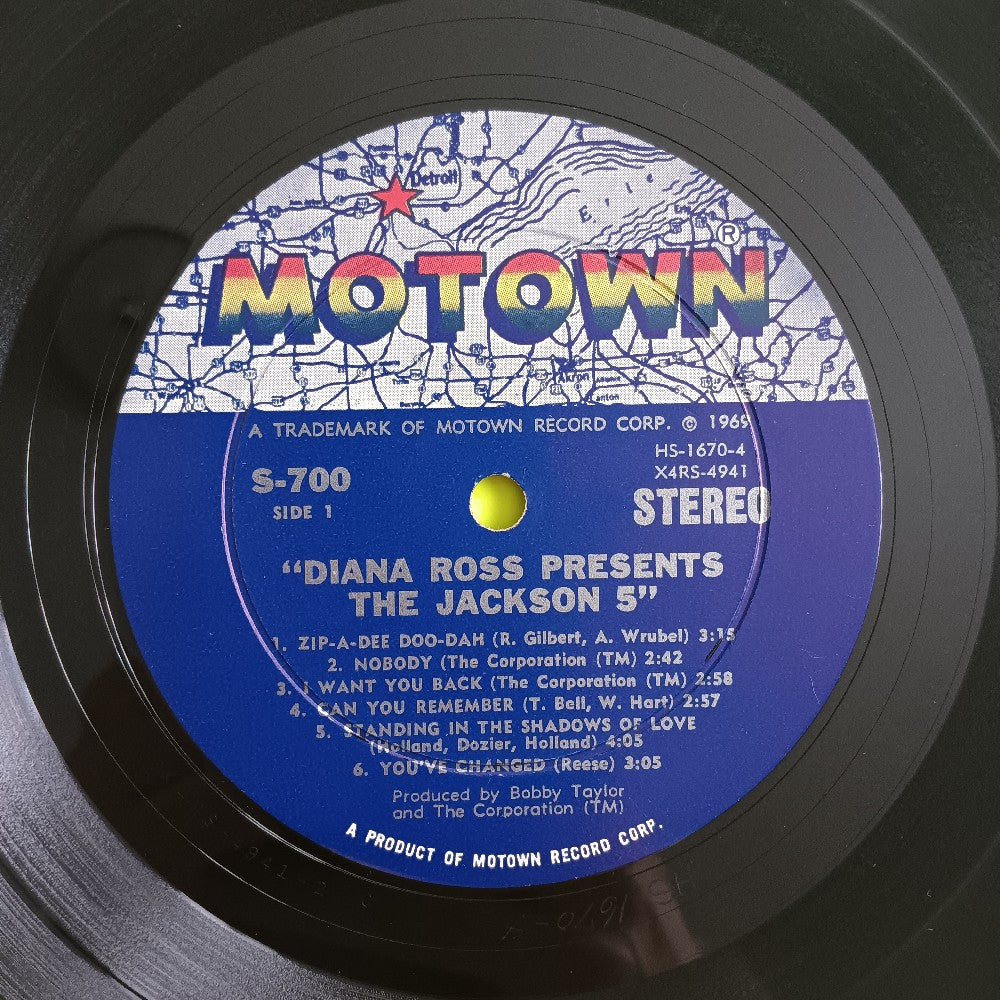 Detroit
E R I E
MOTOWN®
Akron
Canton
A TRADEMARK OF MOTOWN RECORD CORP. © 1969
HS-1670-4
X4RS-4941
S-700
STEREO
SIDE 1
"DIANA ROSS PRESENTS
THE JACKSON 5"
1. ZIP-A-DEE DOO-DAH (R. Gilbert, A. Wrubel) 3:15
2. NOBODY (The Corporation (TM) 2:42
3. I WANT YOU BACK (The Corporation (TM) 2:58
4. CAN YOU REMEMBER (T. Bell, W. Hart) 2:57
5. STANDING IN THE SHADOWS OF LOVE
(Holland, Dozier, Holland) 4:05
6. YOU'VE CHANGED (Reese) 3:05
Produced by Bobby Taylor
and The Corporation (TM)
A PRODUCT OF MOTOWN RECORD CORP.